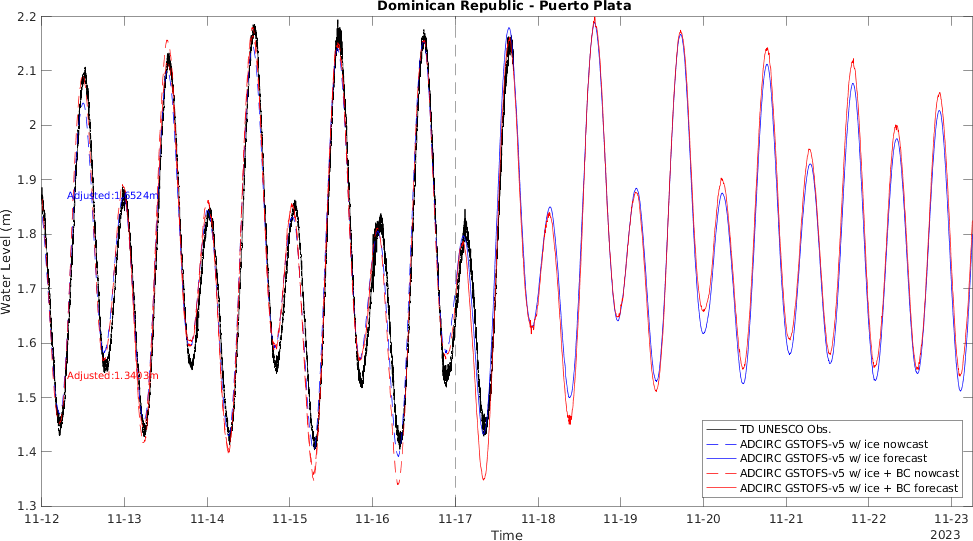 Dominican Republic - Puerto Plata
2.2
2.1
2
1.9
1.8
1.7
1.6
1.5
1.4
1.3
Water Level (m)
Adjusted:1.6524m
Adjusted:1.3493m
TD UNESCO Obs.
ADCIRC GSTOFS-v5 w/ ice nowcast
ADCIRC GSTOFS-v5 w/ ice forecast
ADCIRC GSTOFS-v5 w/ ice + BC nowcast
ADCIRC GSTOFS-v5 w/ ice + BC forecast
11-12 11-13 11-14 11-15 11-16 11-17 11-18 11-19 11-20 11-21 11-22 11-23
2023
Time